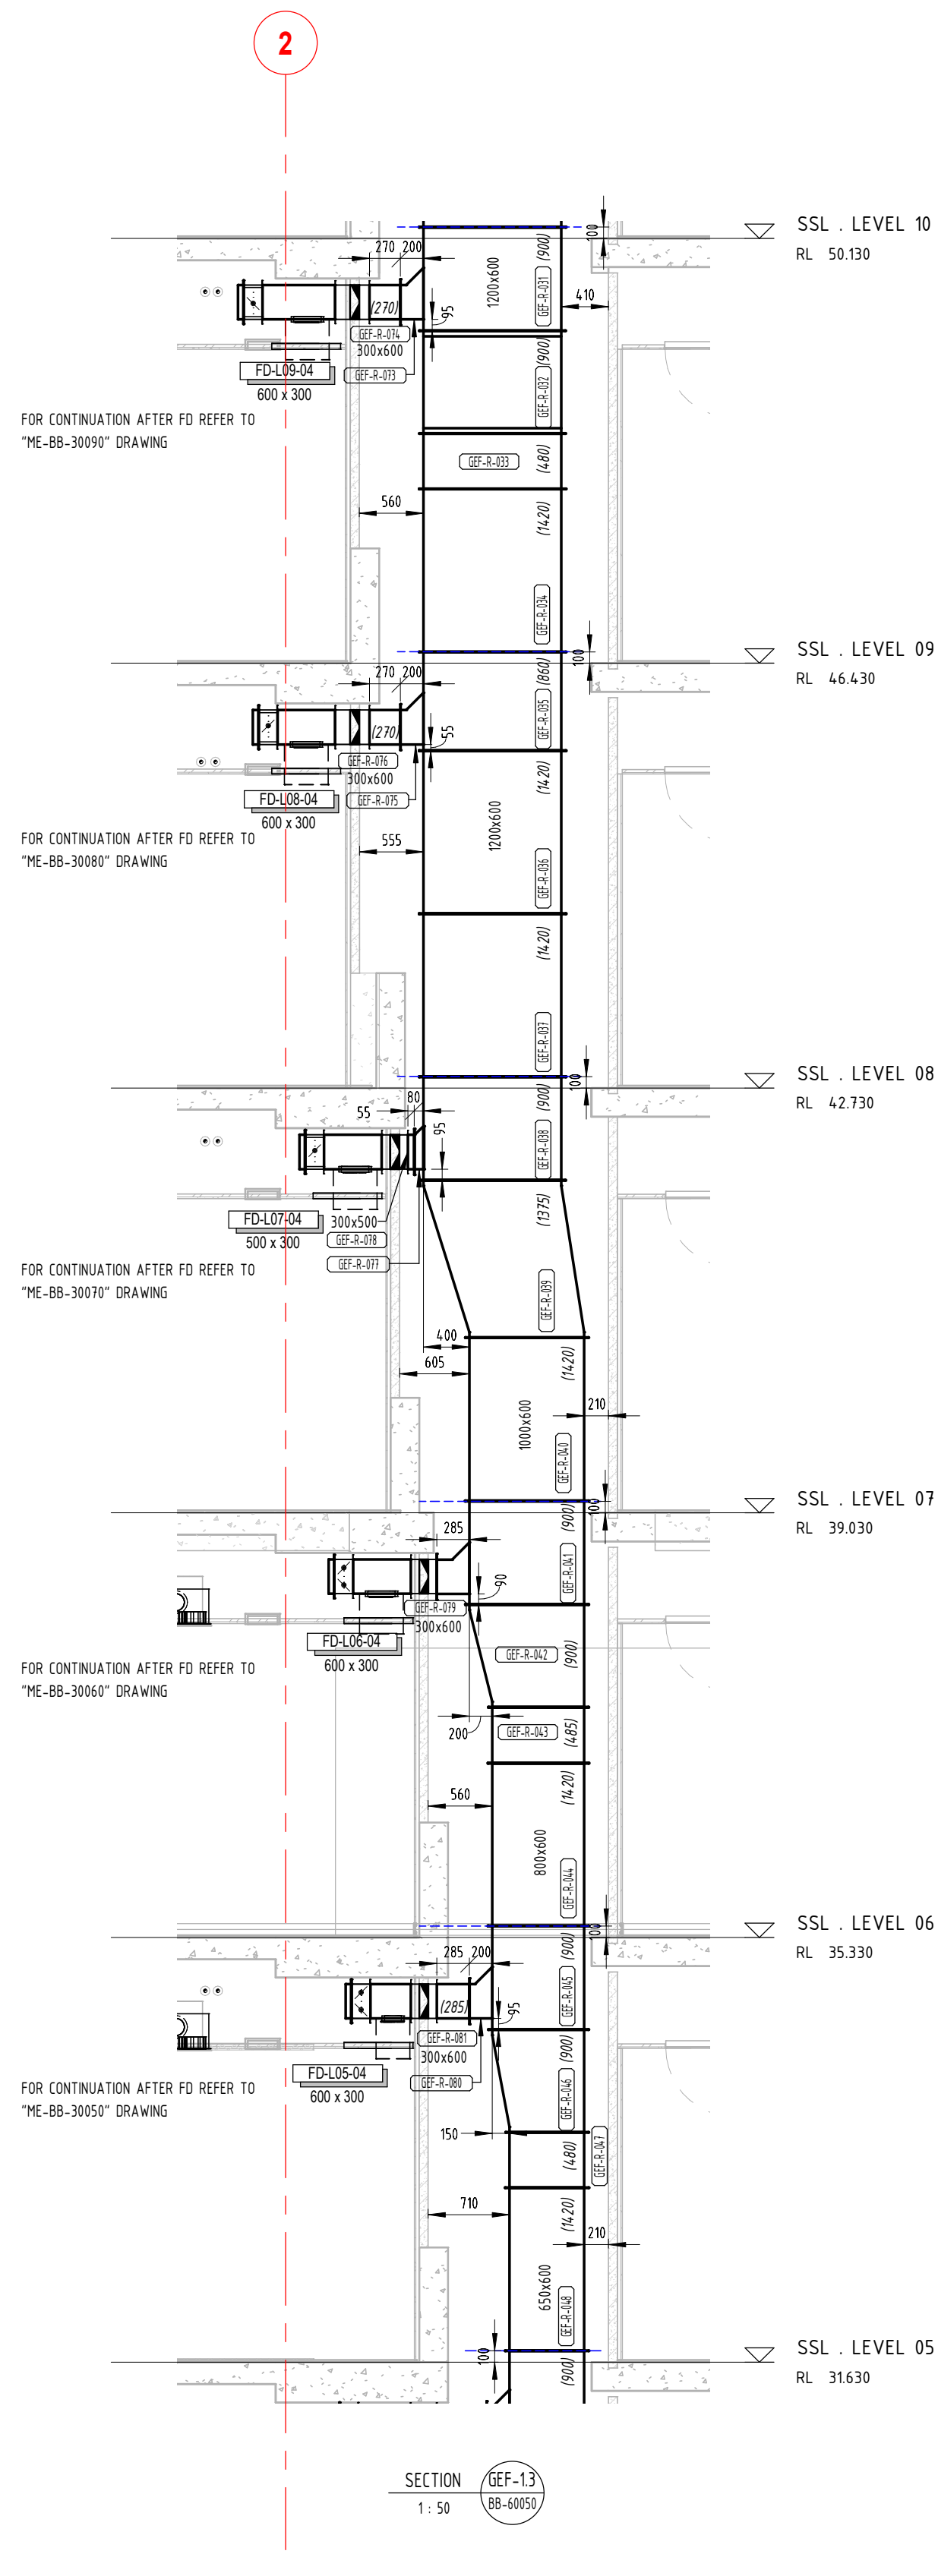 2
SSL . LEVEL 10
RL 50.130
100
270
200
(900)
1200x600
GEF-R-031
410
(270)
95
GEF-R-074
300x600
GEF-R-073
FD-L09-04
600 x 300
(900)
GEF-R-032
FOR CONTINUATION AFTER FD REFER TO
"ME-BB-30090" DRAWING
GEF-R-033
(480)
560
(1420)
GEF-R-034
SSL . LEVEL 09
RL 46.430
100
270
200
(860)
GEF-R-035
(270)
55
GEF-R-076
300x600
GEF-R-075
FD-L08-04
600 x 300
(1420)
1200x600
GEF-R-036
FOR CONTINUATION AFTER FD REFER TO
"ME-BB-30080" DRAWING
555
(1420)
GEF-R-037
SSL . LEVEL 08
RL 42.730
100
80
55
95
(900)
GEF-R-038
FD-L07-04
500 x 300
300x500
GEF-R-078
GEF-R-077
(1375)
GEF-R-039
FOR CONTINUATION AFTER FD REFER TO
"ME-BB-30070" DRAWING
400
605
(1420)
1000x600
210
GEF-R-040
SSL . LEVEL 07
RL 39.030
100
285
(900)
GEF-R-041
90
GEF-R-079
300x600
FD-L06-04
600 x 300
GEF-R-042
(900)
FOR CONTINUATION AFTER FD REFER TO
"ME-BB-30060" DRAWING
200
GEF-R-043
(485)
560
(1420)
800x600
GEF-R-044
SSL . LEVEL 06
RL 35.330
100
285
200
(900)
GEF-R-045
(285)
95
GEF-R-081
300x600
GEF-R-080
FD-L05-04
600 x 300
(900)
GEF-R-046
FOR CONTINUATION AFTER FD REFER TO
"ME-BB-30050" DRAWING
150
(480)
GEF-R-047
710
(1420)
210
650x600
GEF-R-048
SSL . LEVEL 05
RL 31.630
100
(900)
SECTION
1 : 50
GEF-1.3
BB-60050